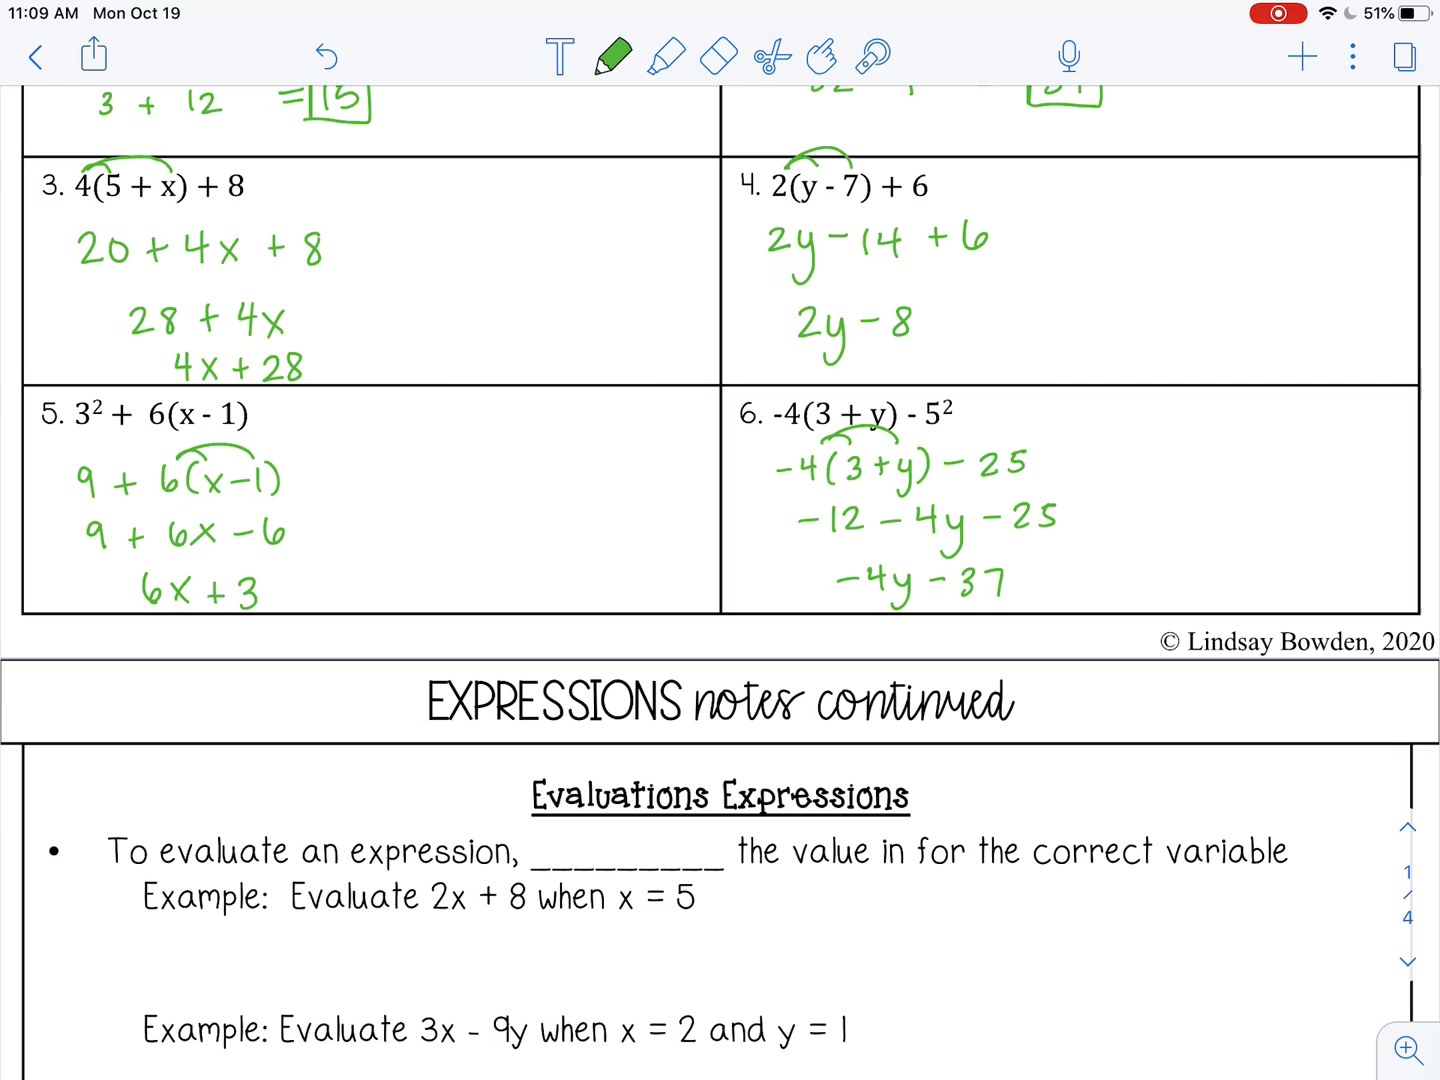 11:09 AM Mon Oct 19
51%
T
3 + 12 = 15
3. 4(5 + x) + 8
20 + 4x + 8
28 + 4x
4x + 28
4. 2(y - 7) + 6
2y - 14 + 6
2y - 8
5. 3² + 6(x - 1)
9 + 6(x - 1)
9 + 6x - 6
6x + 3
6. -4(3 + y) - 5²
-4(3 + y) - 25
-12 - 4y - 25
-4y - 37
© Lindsay Bowden, 2020
EXPRESSIONS notes continued
Evaluations Expressions
• To evaluate an expression, _________ the value in for the correct variable
Example: Evaluate 2x + 8 when x = 5
Example: Evaluate 3x - 9y when x = 2 and y = 1
1
/
4